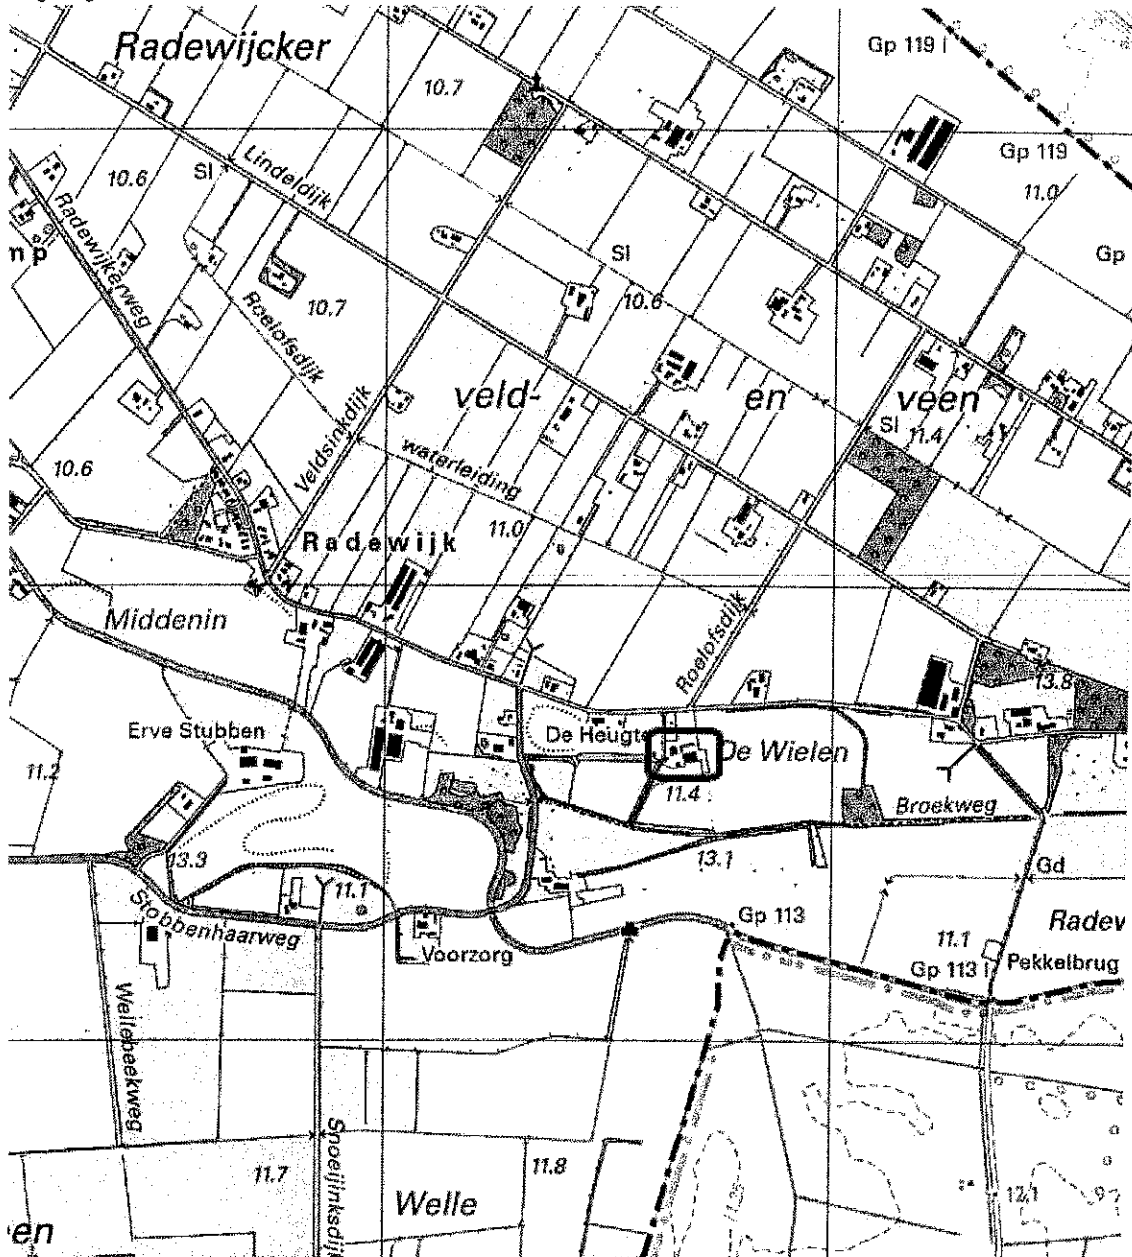 Radewijcker
Gp 119 I
10.7
Gp 119
Lindeldijk
Sl
10.6
11.0
Radewijkerweg
mp
Sl
Gp
10.7
10.6
Roelofsdijk
veld-
en
veen
Sl
11.4
Veldsinkdijk
waterleiding
10.6
11.0
Radewijk
Middenin
Roelofsdijk
13.8
Erve Stubben
De Heugte
De Wielen
11.2
11.4
Broekweg
13.3
13.1
11.1
Gd
Stobbenhaarweg
Gp 113
Radew
11.1
Voorzorg
Gp 113 I
Pekkelbrug
Wellebeekweg
Snoeijinksdijk
11.7
11.8
12.1
Welle
en